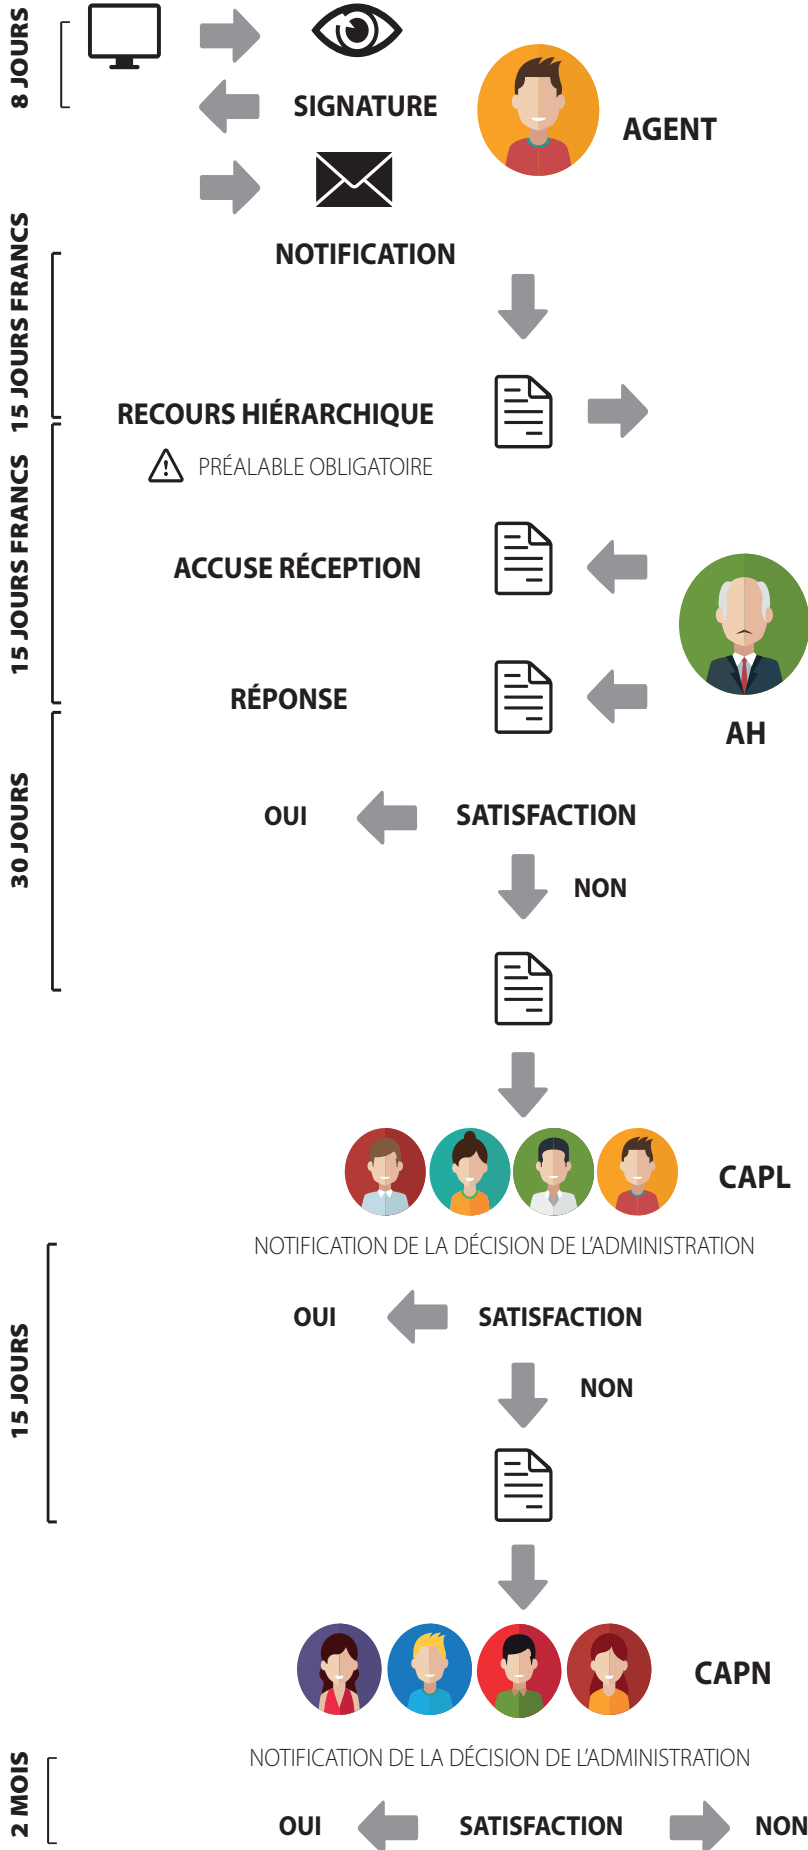 8 JOURS
SIGNATURE
AGENT
NOTIFICATION
15 JOURS FRANCS
RECOURS HIÉRARCHIQUE
PRÉALABLE OBLIGATOIRE
15 JOURS FRANCS
ACCUSE RÉCEPTION
RÉPONSE
AH
30 JOURS
OUI
SATISFACTION
NON
CAPL
NOTIFICATION DE LA DÉCISION DE L'ADMINISTRATION
15 JOURS
OUI
SATISFACTION
NON
CAPN
NOTIFICATION DE LA DÉCISION DE L'ADMINISTRATION
2 MOIS
OUI
SATISFACTION
NON